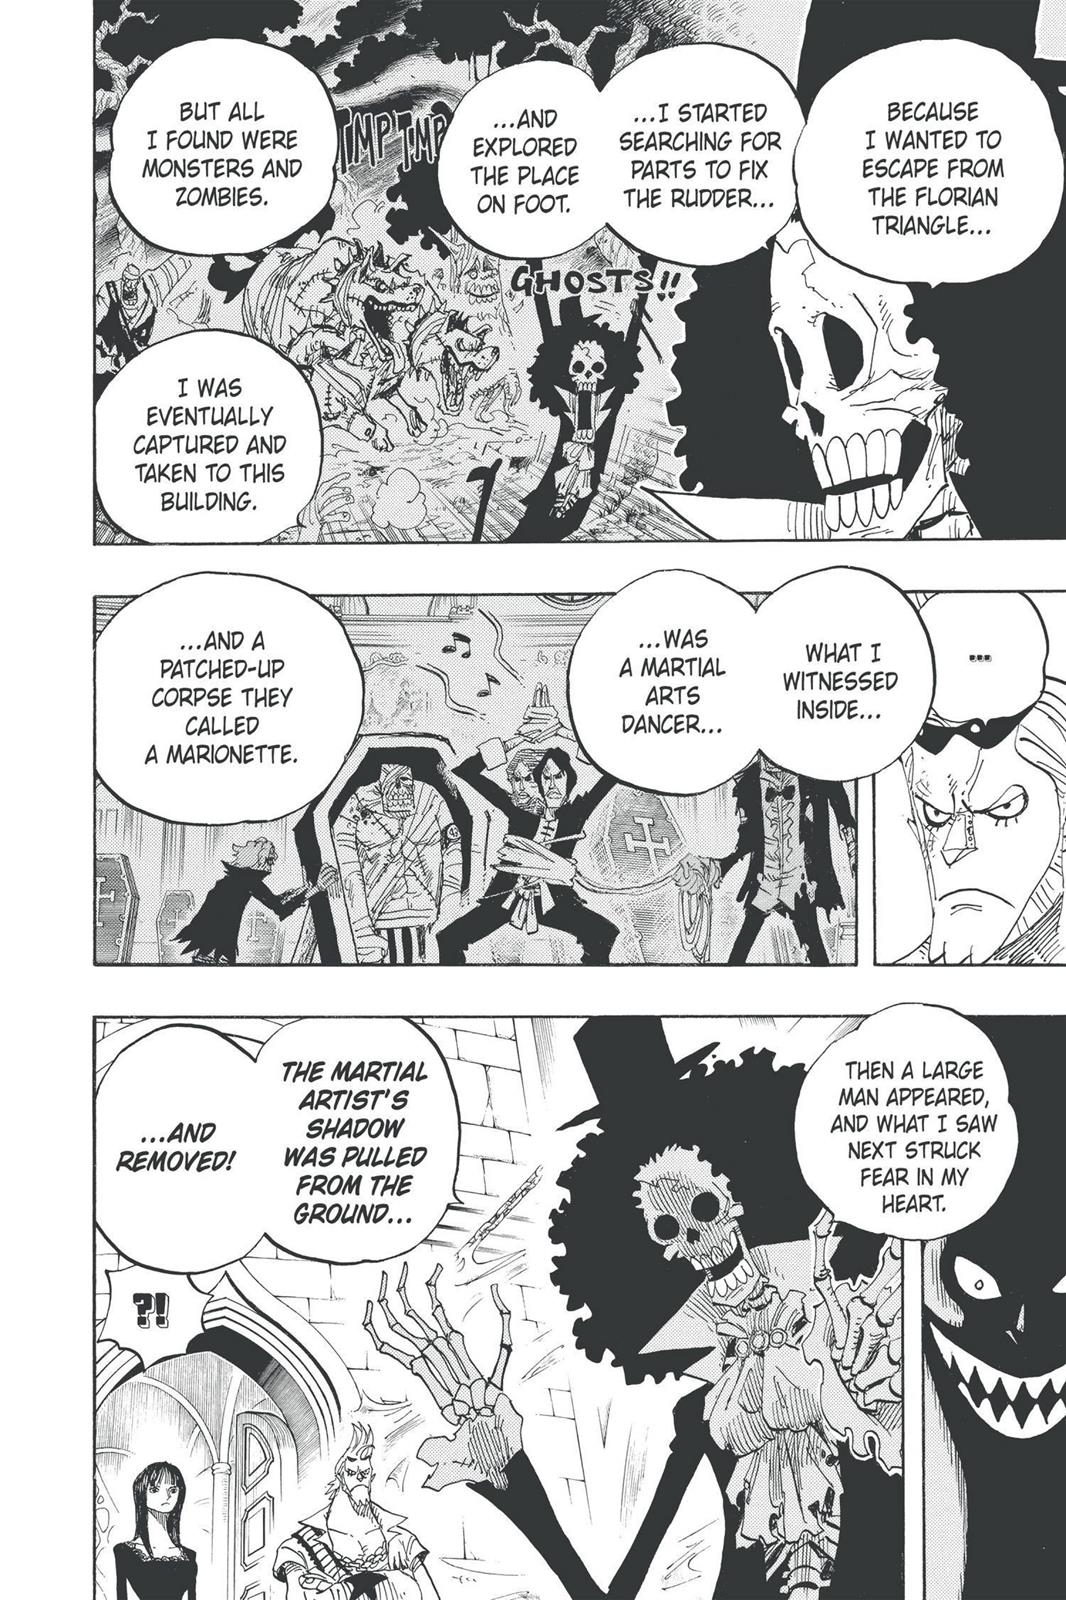 BECAUSE
I WANTED TO
ESCAPE FROM
THE FLORIAN
TRIANGLE...
...I STARTED
SEARCHING FOR
PARTS TO FIX
THE RUDDER...
...AND
EXPLORED
THE PLACE
ON FOOT.
TMP TMP
BUT ALL
I FOUND WERE
MONSTERS AND
ZOMBIES.
GHOSTS!!
I WAS
EVENTUALLY
CAPTURED AND
TAKEN TO THIS
BUILDING.
...
WHAT I
WITNESSED
INSIDE...
...WAS
A MARTIAL
ARTS
DANCER...
...AND A
PATCHED-UP
CORPSE THEY
CALLED
A MARIONETTE.
THEN A LARGE
MAN APPEARED,
AND WHAT I SAW
NEXT STRUCK
FEAR IN MY
HEART.
THE MARTIAL
ARTIST'S
SHADOW
WAS PULLED
FROM THE
GROUND...
...AND
REMOVED!
?!